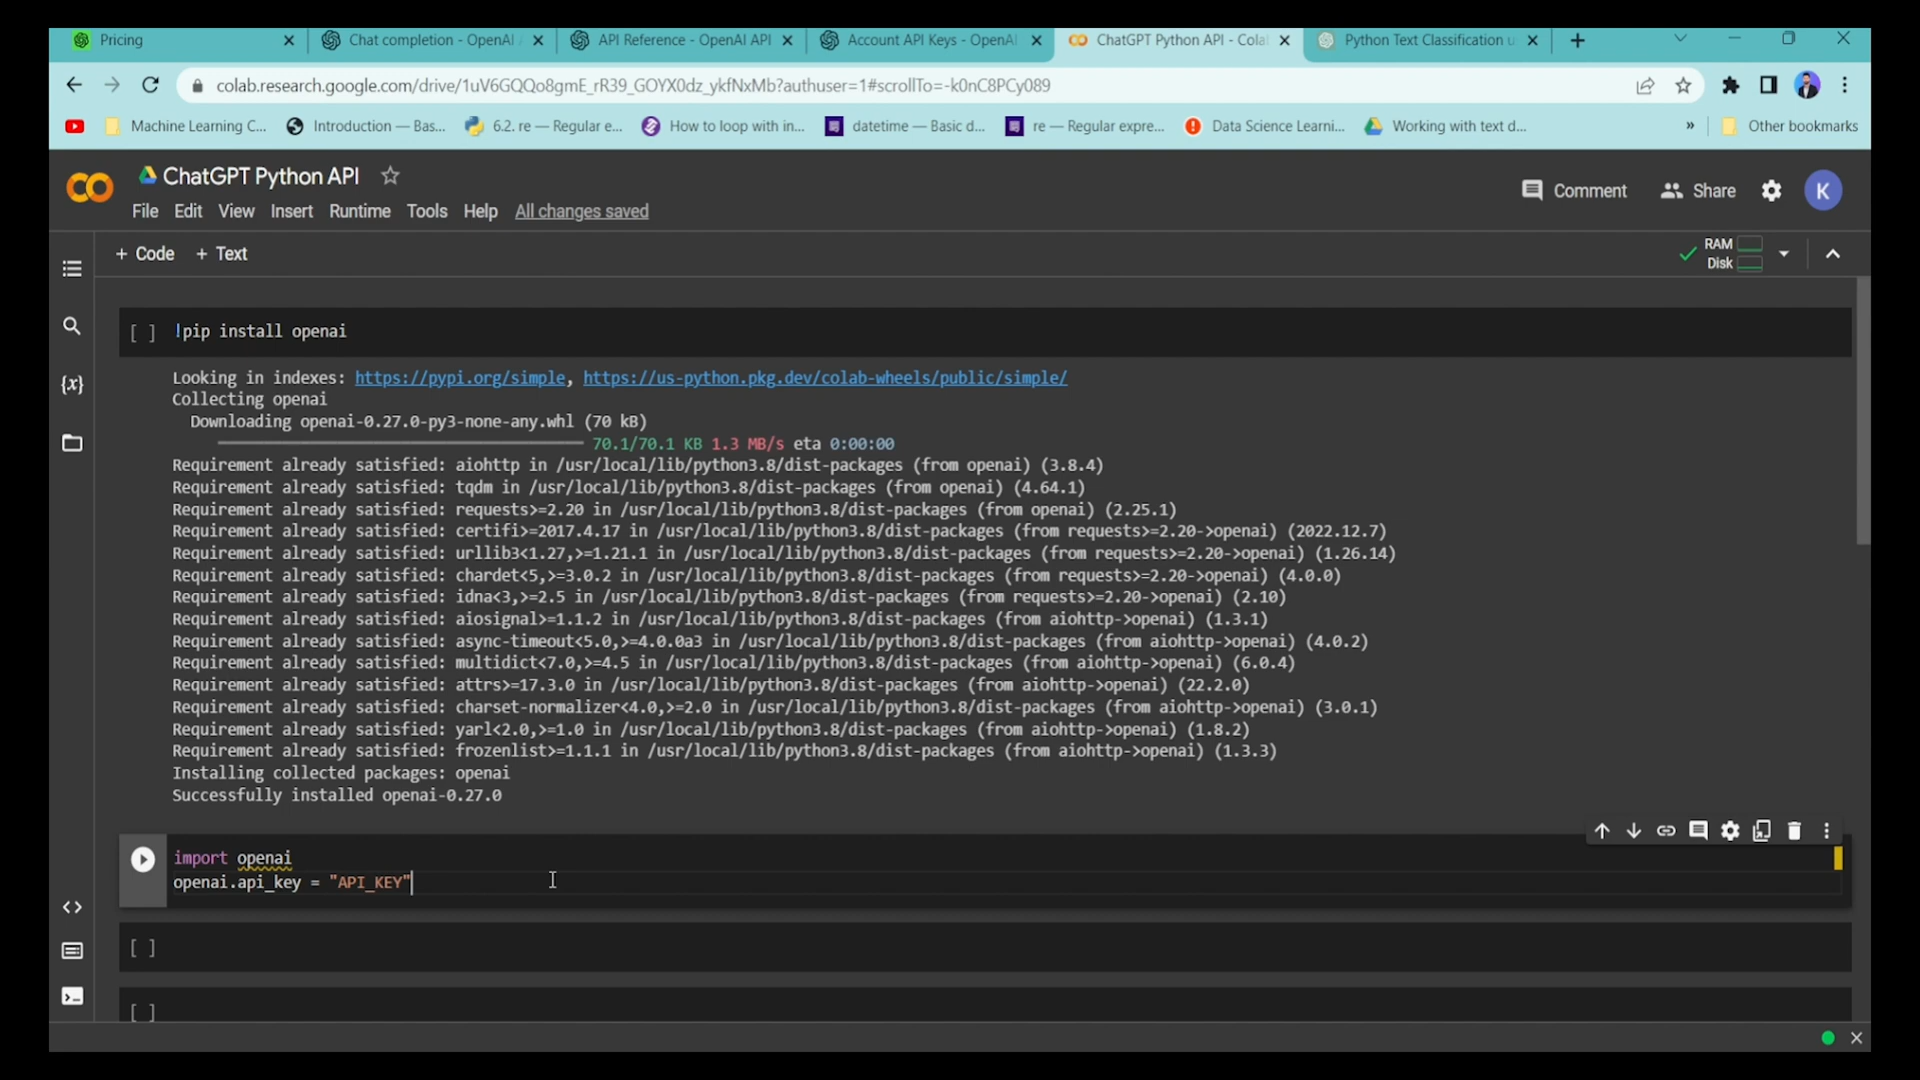 Pricing
Chat completion - OpenAI A
API Reference - OpenAI API
Account API Keys - OpenAI
ChatGPT Python API - Cola
Python Text Classification u
colab.research.google.com/drive/1uV6GQQo8gmE_rR39_GOYX0dz_ykfNxMb?authuser=1#scrollTo=-k0nC8PCy089
Machine Learning C...
Introduction — Bas...
6.2. re — Regular e...
How to loop with in...
datetime — Basic d...
re — Regular expre...
Data Science Learni...
Working with text d...
»
Other bookmarks
CO
ChatGPT Python API
Comment
Share
K
File Edit View Insert Runtime Tools Help All changes saved
+ Code + Text
RAM
Disk
{x}
[ ] !pip install openai
Looking in indexes: https://pypi.org/simple, https://us-python.pkg.dev/colab-wheels/public/simple/
Collecting openai
Downloading openai-0.27.0-py3-none-any.whl (70 kB)
70.1/70.1 KB 1.3 MB/s eta 0:00:00
Requirement already satisfied: aiohttp in /usr/local/lib/python3.8/dist-packages (from openai) (3.8.4)
Requirement already satisfied: tqdm in /usr/local/lib/python3.8/dist-packages (from openai) (4.64.1)
Requirement already satisfied: requests>=2.20 in /usr/local/lib/python3.8/dist-packages (from openai) (2.25.1)
Requirement already satisfied: certifi>=2017.4.17 in /usr/local/lib/python3.8/dist-packages (from requests>=2.20->openai) (2022.12.7)
Requirement already satisfied: urllib3<1.27,>=1.21.1 in /usr/local/lib/python3.8/dist-packages (from requests>=2.20->openai) (1.26.14)
Requirement already satisfied: chardet<5,>=3.0.2 in /usr/local/lib/python3.8/dist-packages (from requests>=2.20->openai) (4.0.0)
Requirement already satisfied: idna<3,>=2.5 in /usr/local/lib/python3.8/dist-packages (from requests>=2.20->openai) (2.10)
Requirement already satisfied: aiosignal>=1.1.2 in /usr/local/lib/python3.8/dist-packages (from aiohttp->openai) (1.3.1)
Requirement already satisfied: async-timeout<5.0,>=4.0.0a3 in /usr/local/lib/python3.8/dist-packages (from aiohttp->openai) (4.0.2)
Requirement already satisfied: multidict<7.0,>=4.5 in /usr/local/lib/python3.8/dist-packages (from aiohttp->openai) (6.0.4)
Requirement already satisfied: attrs>=17.3.0 in /usr/local/lib/python3.8/dist-packages (from aiohttp->openai) (22.2.0)
Requirement already satisfied: charset-normalizer<4.0,>=2.0 in /usr/local/lib/python3.8/dist-packages (from aiohttp->openai) (3.0.1)
Requirement already satisfied: yarl<2.0,>=1.0 in /usr/local/lib/python3.8/dist-packages (from aiohttp->openai) (1.8.2)
Requirement already satisfied: frozenlist>=1.1.1 in /usr/local/lib/python3.8/dist-packages (from aiohttp->openai) (1.3.3)
Installing collected packages: openai
Successfully installed openai-0.27.0
import openai
openai.api_key = "API_KEY"
[ ]
[ ]